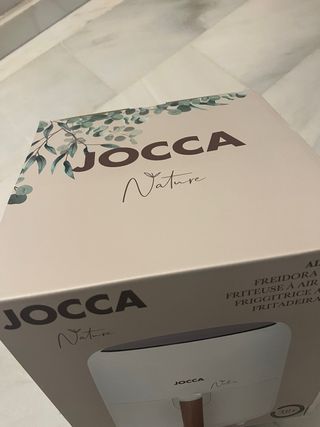 JOCCA
Nature
JOCCA
Nature
FREIDORA
FRITEUSE À AIR
FRIGGITRICE A
FRITADEIRA
JOCCA